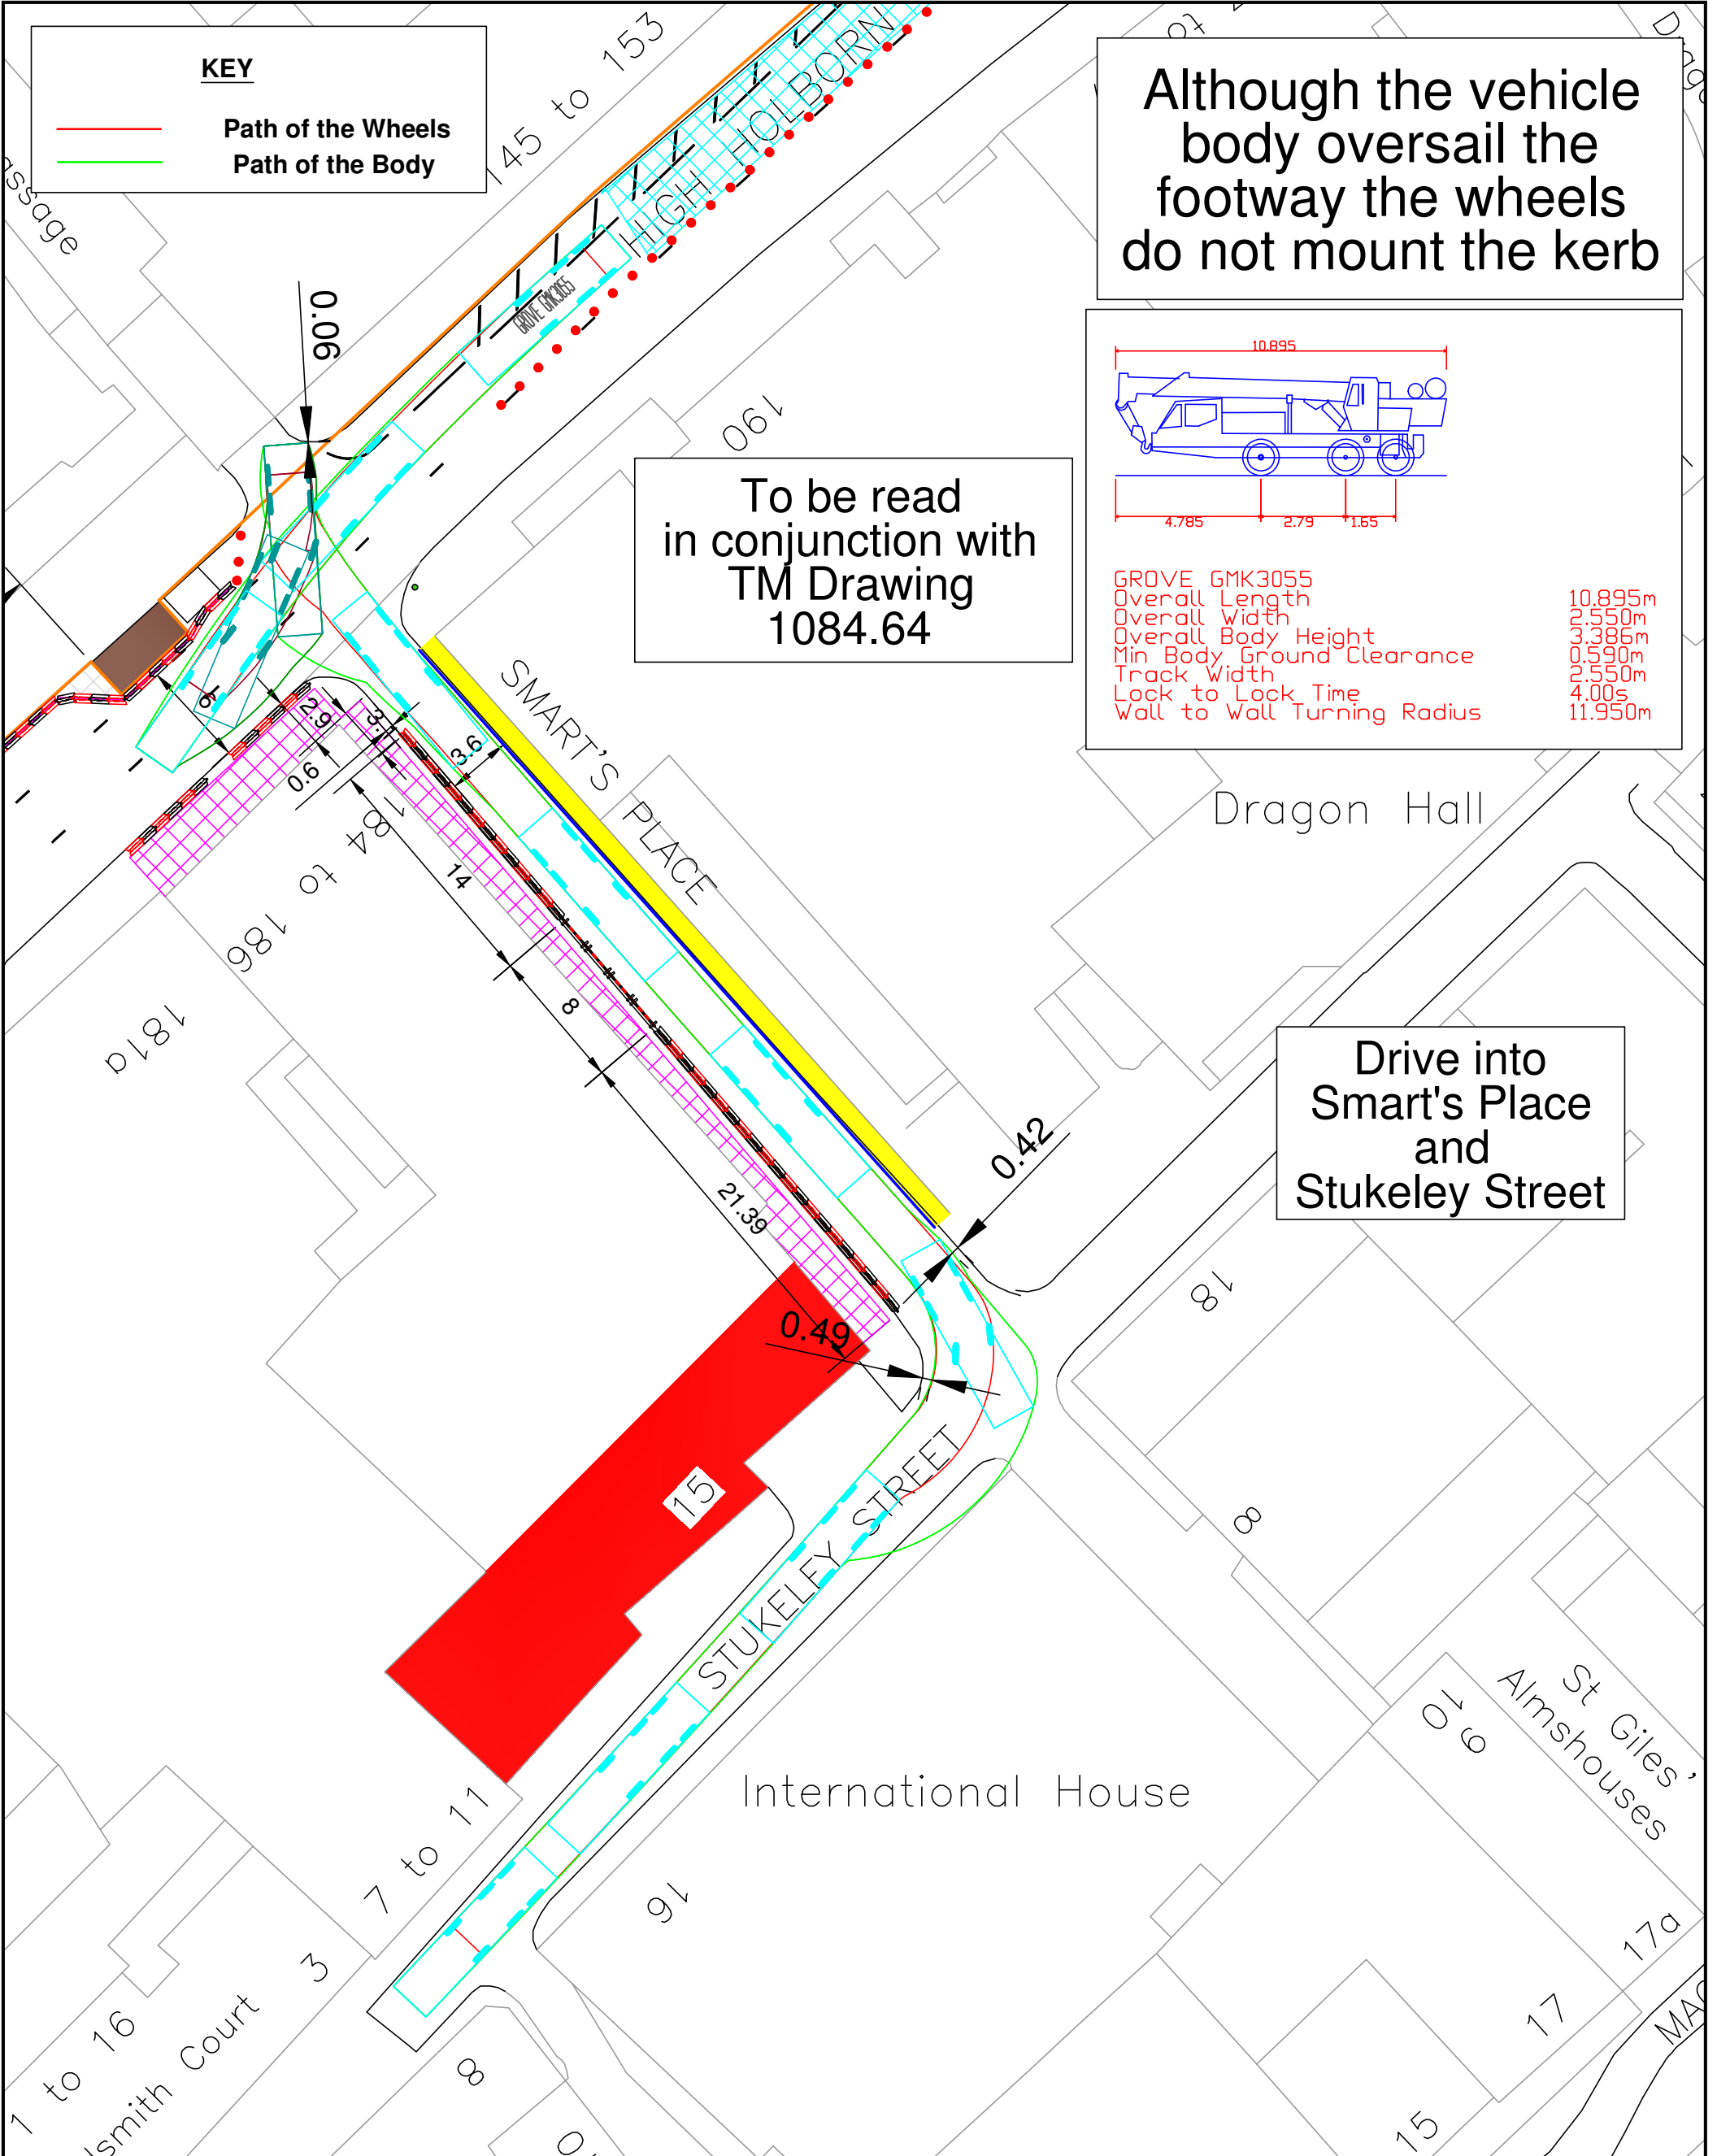 KEY
Path of the Wheels
Path of the Body
145 to 153
HIGH HOLBORN
Although the vehicle
body oversail the
footway the wheels
do not mount the kerb
0.06
GROVE GMK3055
190
To be read
in conjunction with
TM Drawing
1084.64
10.895
4.785
2.79
1.65
GROVE GMK3055
Overall Length 10.895m
Overall Width 2.550m
Overall Body Height 3.386m
Min Body Ground Clearance 0.590m
Track Width 2.550m
Lock to Lock Time 4.00s
Wall to Wall Turning Radius 11.950m
SMART'S PLACE
2.9
3.6
0.6
14
8
21.39
184 to 186
181a
Dragon Hall
Drive into
Smart's Place
and
Stukeley Street
0.42
0.49
18
8
15
STUKELEY STREET
International House
St Giles'
Almshouses
7 to 11
3
16
17a
17
15
1 to 16
Court
8